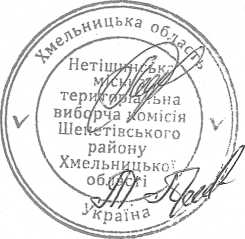 Хмельницька область
Нетішинська
міська
територіальна
виборча комісія
Шепетівського
району
Хмельницької
області
Україна